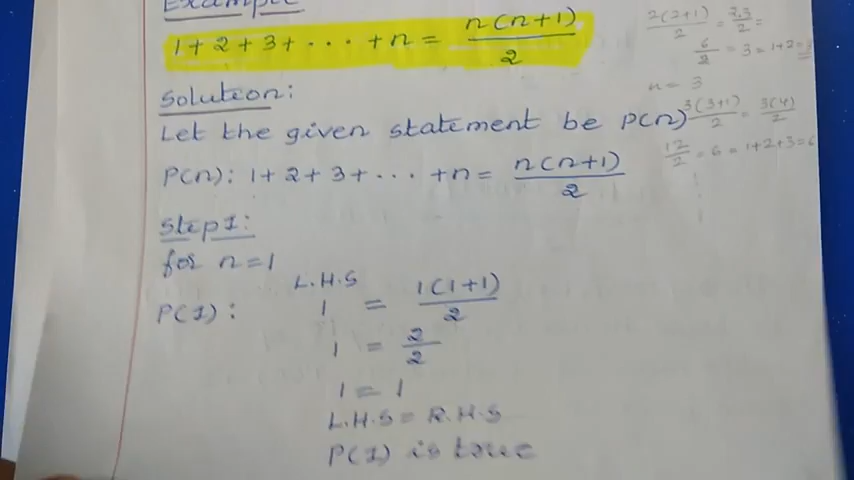 Example
1 + 2 + 3 + . . . + n = n(n+1)/2
Solution:
Let the given statement be P(n)
P(n): 1 + 2 + 3 + . . . + n = n(n+1)/2
Step1:
for n=1
L.H.S
P(1): 1 = 1(1+1)/2
1 = 2/2
1 = 1
L.H.S = R.H.S
P(1) is true
2(2+1)/2 = 2.3/2 =
6/2 = 3 = 1+2=
n = 3
3(3+1)/2 = 3(4)/2
12/2 = 6 = 1+2+3=6